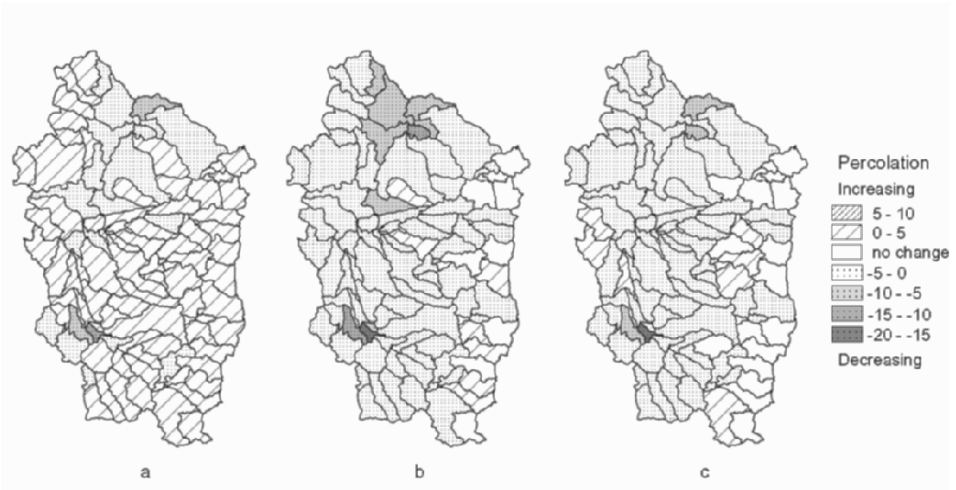 Percolation
Increasing
5 - 10
0 - 5
no change
-5 - 0
-10 - -5
-15 - -10
-20 - -15
Decreasing
a b c